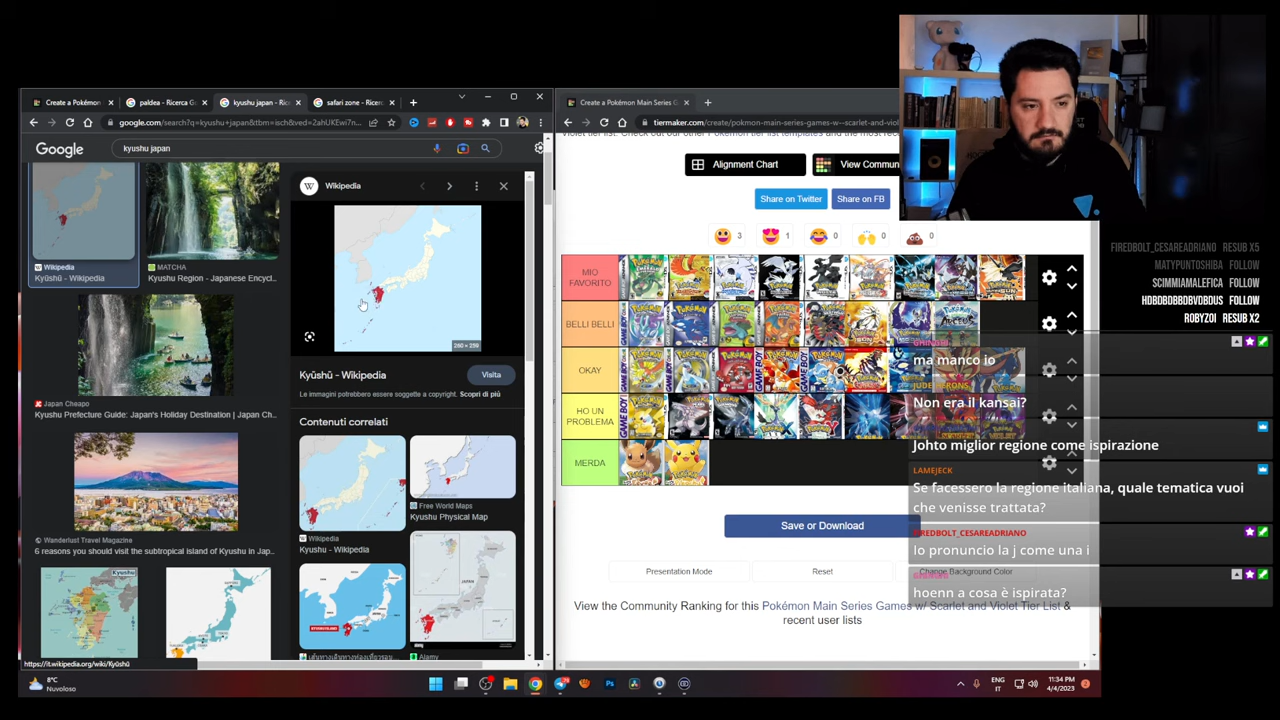 Create a Pokémon
paldea - Ricerca G
kyushu japan - Ric
safari zone - Ricerc
google.com/search?q=kyushu+japan&tbm=isch&ved=2ahUKEwi7n...
Google
kyushu japan
Wikipedia
Kyūshū - Wikipedia
MATCHA
Kyushu Region - Japanese Encycl...
Japan Cheapo
Kyushu Prefecture Guide: Japan's Holiday Destination | Japan Ch...
Wanderlust Travel Magazine
6 reasons you should visit the subtropical island of Kyushu in Jap...
Kyushu
Wikipedia
Kyūshū - Wikipedia
Visita
Le immagini potrebbero essere soggette a copyright. Scopri di più
Contenuti correlati
Wikipedia
Kyushu - Wikipedia
Free World Maps
Kyushu Physical Map
JAPAN
Alamy
https://it.wikipedia.org/wiki/Kyūshū
8°C
Nuvoloso
Create a Pokémon Main Series G
tiermaker.com/create/pokmon-main-series-games-w--scarlet-and-viol
Alignment Chart
View Commun
Share on Twitter
Share on FB
3
1
0
0
0
MIO
FAVORITO
BELLI BELLI
OKAY
HO UN
PROBLEMA
MERDA
Save or Download
Presentation Mode
Reset
Change Background Color
View the Community Ranking for this Pokémon Main Series Games w/ Scarlet and Violet Tier List &
recent user lists
FIREDBOLT_CESAREADRIANO RESUB X5
MATYPUNTOSHIBA FOLLOW
SCIMMIAMALEFICA FOLLOW
HDBDBDBBDBVDBDUS FOLLOW
ROBYZOI RESUB X2
ma manco io
Non era il kansai?
Johto miglior regione come ispirazione
LAMEJECK
Se facessero la regione italiana, quale tematica vuoi
che venisse trattata?
FIREDBOLT_CESAREADRIANO
Io pronuncio la j come una i
hoenn a cosa è ispirata?
ENG
IT
11:34 PM
4/4/2023
2